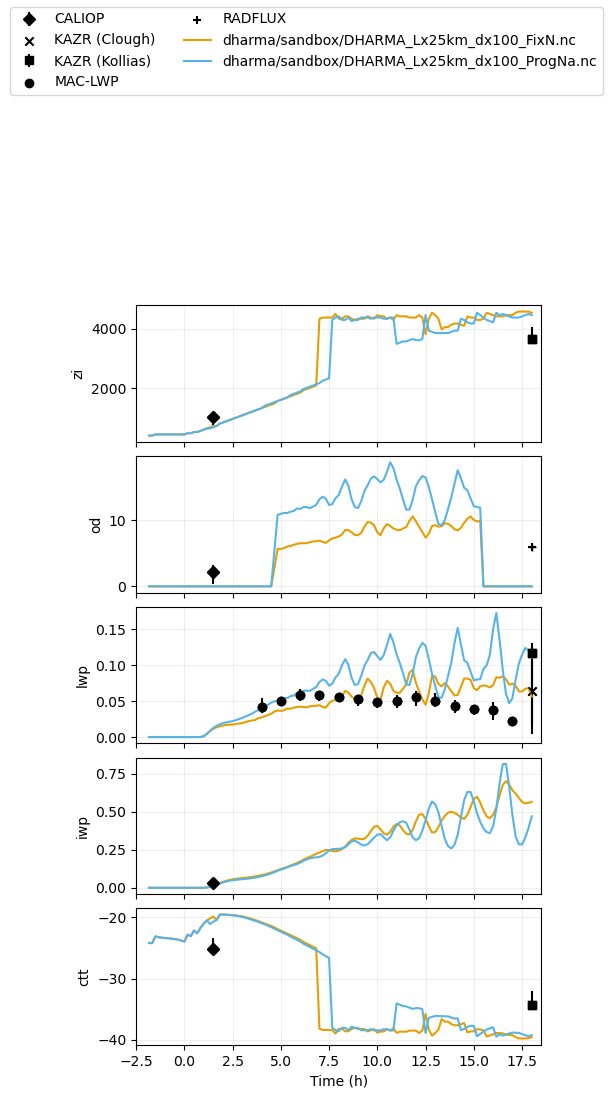 CALIOP
KAZR (Clough)
KAZR (Kollias)
MAC-LWP
RADFLUX
dharma/sandbox/DHARMA_Lx25km_dx100_FixN.nc
dharma/sandbox/DHARMA_Lx25km_dx100_ProgNa.nc
4000
2000
zi
10
0
od
0.15
0.10
0.05
0.00
lwp
0.75
0.50
0.25
0.00
iwp
−20
−30
−40
ctt
−2.5 0.0 2.5 5.0 7.5 10.0 12.5 15.0 17.5
Time (h)